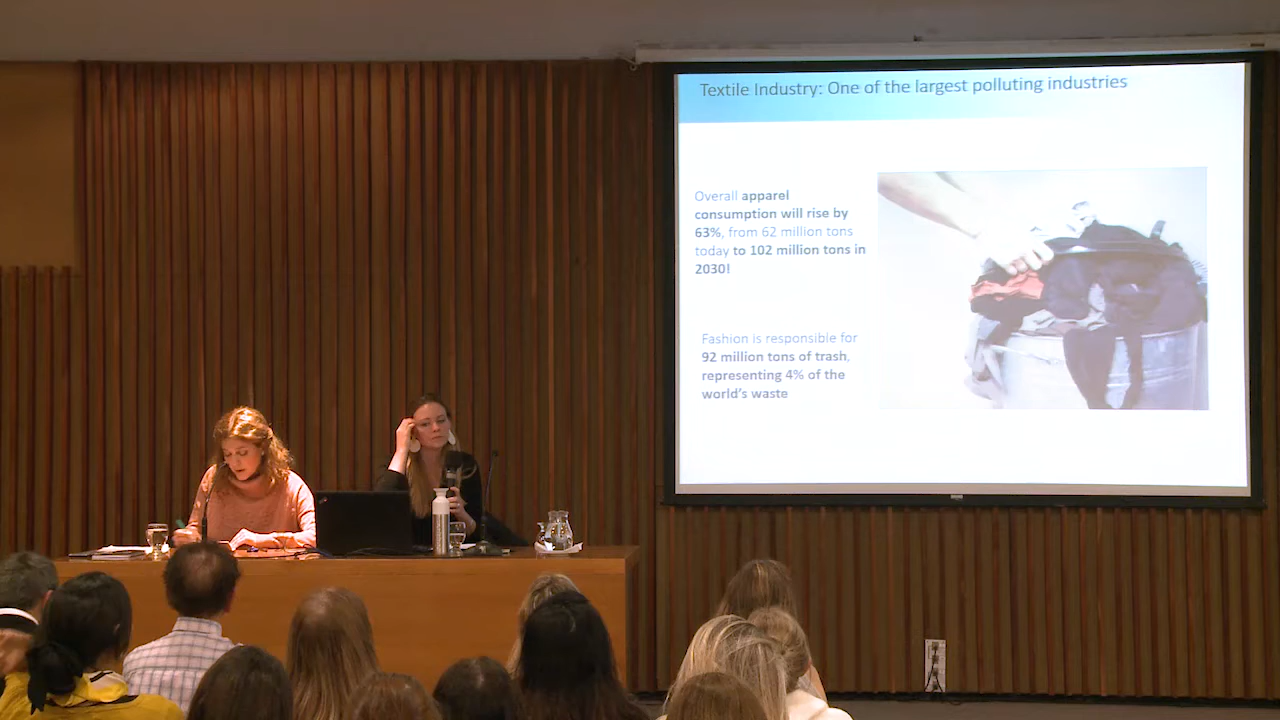 Textile Industry: One of the largest polluting industries
Overall apparel
consumption will rise by
63%, from 62 million tons
today to 102 million tons in
2030!
Fashion is responsible for
92 million tons of trash,
representing 4% of the
world's waste